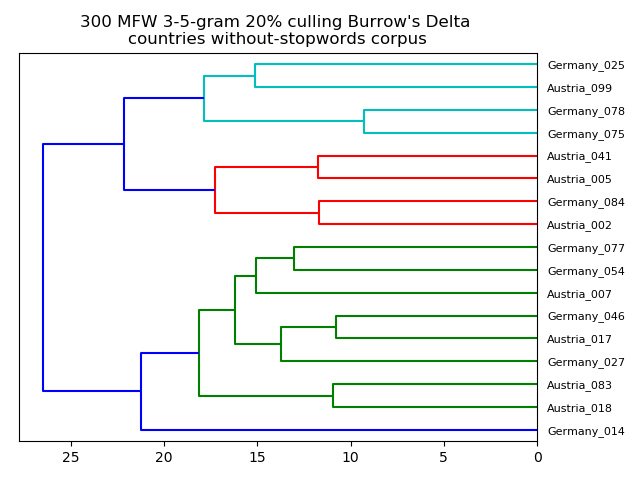 300 MFW 3-5-gram 20% culling Burrow's Delta
countries without-stopwords corpus
Germany_025
Austria_099
Germany_078
Germany_075
Austria_041
Austria_005
Germany_084
Austria_002
Germany_077
Germany_054
Austria_007
Germany_046
Austria_017
Germany_027
Austria_083
Austria_018
Germany_014
25 20 15 10 5 0